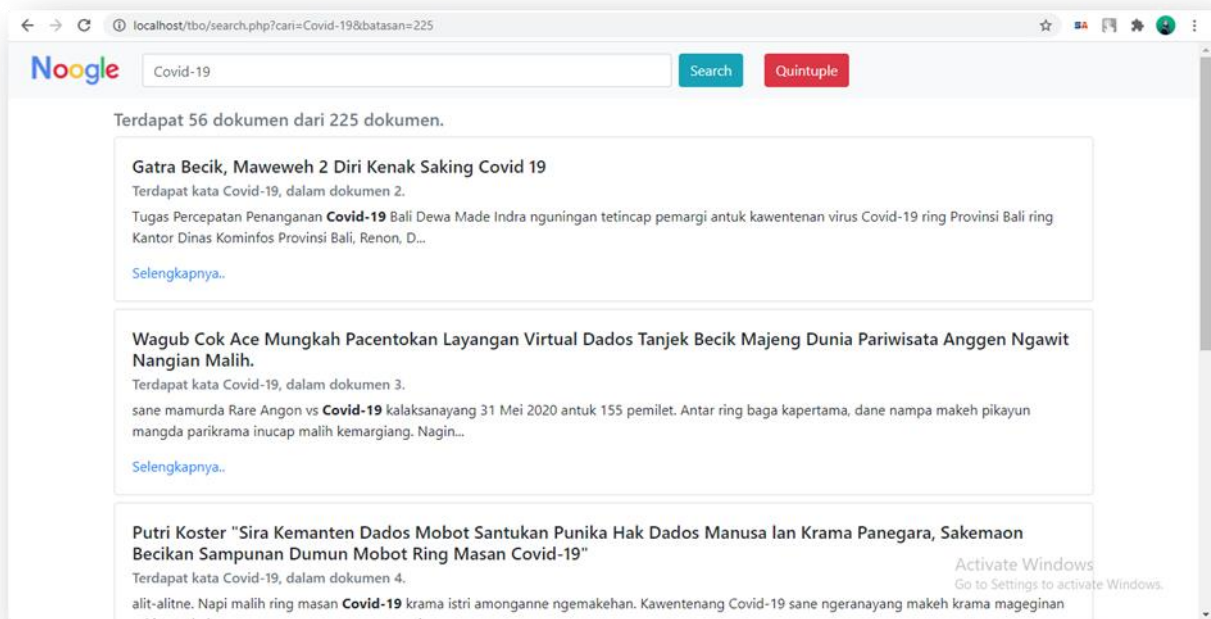 localhost/tbo/search.php?cari=Covid-19&batasan=225
Noogle
Covid-19
Search
Quintuple
Terdapat 56 dokumen dari 225 dokumen.
Gatra Becik, Maweweh 2 Diri Kenak Saking Covid 19
Terdapat kata Covid-19, dalam dokumen 2.
Tugas Percepatan Penanganan Covid-19 Bali Dewa Made Indra nguningan tetincap pemargi antuk kawentenan virus Covid-19 ring Provinsi Bali ring
Kantor Dinas Kominfos Provinsi Bali, Renon, D...
Selengkapnya..
Wagub Cok Ace Mungkah Pacentokan Layangan Virtual Dados Tanjek Becik Majeng Dunia Pariwisata Anggen Ngawit
Nangian Malih.
Terdapat kata Covid-19, dalam dokumen 3.
sane mamurda Rare Angon vs Covid-19 kalaksanayang 31 Mei 2020 antuk 155 pemilet. Antar ring baga kapertama, dane nampa makeh pikayun
mangda parikrama inucap malih kemargiang. Nagin...
Selengkapnya..
Putri Koster "Sira Kemanten Dados Mobot Santukan Punika Hak Dados Manusa lan Krama Panegara, Sakemaon
Becikan Sampunan Dumun Mobot Ring Masan Covid-19"
Terdapat kata Covid-19, dalam dokumen 4.
alit-alitne. Napi malih ring masan Covid-19 krama istri amonganne ngemakehan. Kawentenang Covid-19 sane ngeranayang makeh krama mageginan
Activate Windows
Go to Settings to activate Windows.